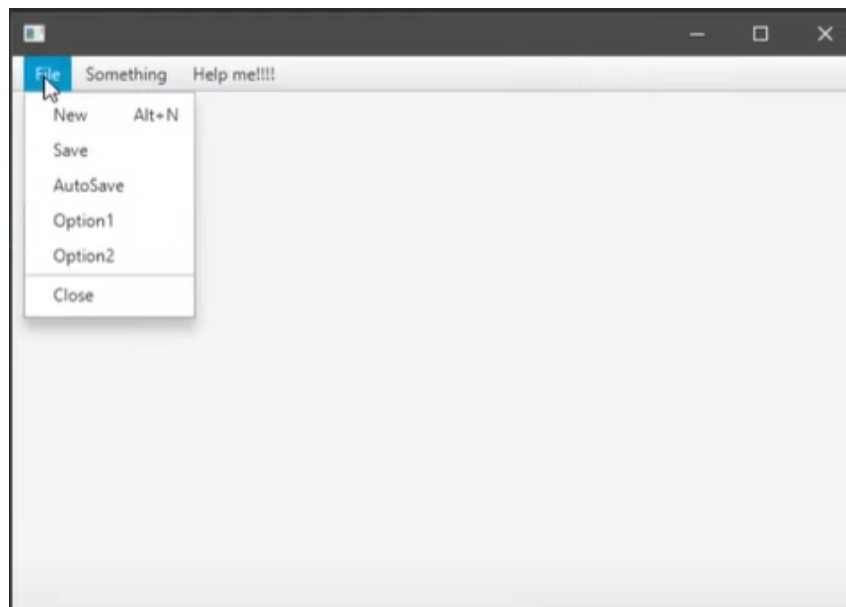 File Something Help me!!!!
New Alt+N
Save
AutoSave
Option1
Option2
Close